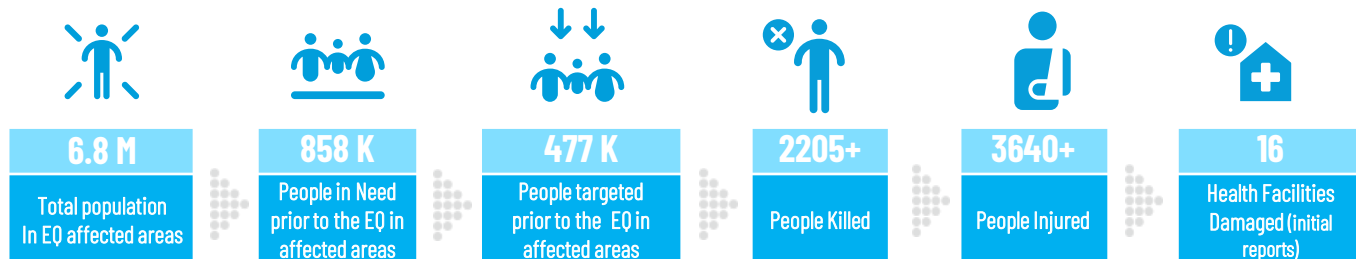 6.8 M
Total population
In EQ affected areas
858 K
People in Need
prior to the EQ in
affected areas
477 K
People targeted
prior to the EQ in
affected areas
2205+
People Killed
3640+
People Injured
16
Health Facilities
Damaged (initial
reports)